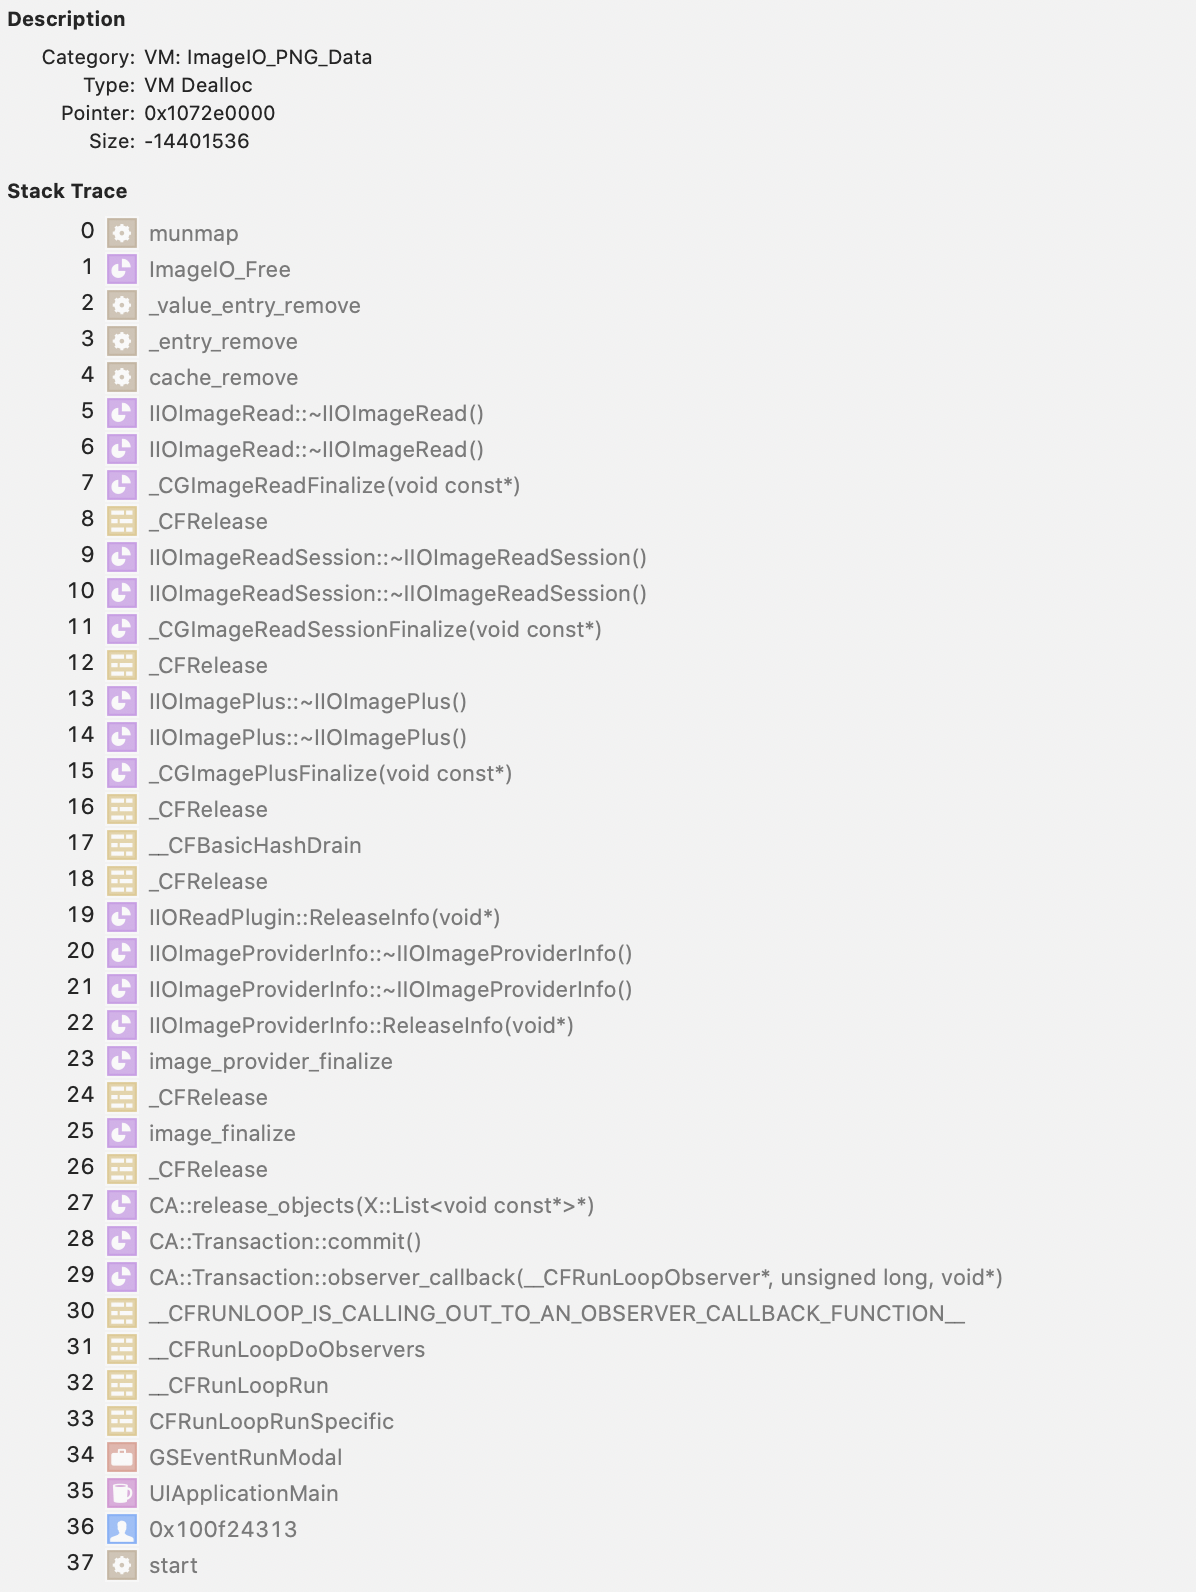 Description
Category: VM: ImageIO_PNG_Data
Type: VM Dealloc
Pointer: 0x1072e0000
Size: -14401536
Stack Trace
0 munmap
1 ImageIO_Free
2 _value_entry_remove
3 _entry_remove
4 cache_remove
5 IIOImageRead::~IIOImageRead()
6 IIOImageRead::~IIOImageRead()
7 _CGImageReadFinalize(void const*)
8 _CFRelease
9 IIOImageReadSession::~IIOImageReadSession()
10 IIOImageReadSession::~IIOImageReadSession()
11 _CGImageReadSessionFinalize(void const*)
12 _CFRelease
13 IIOImagePlus::~IIOImagePlus()
14 IIOImagePlus::~IIOImagePlus()
15 _CGImagePlusFinalize(void const*)
16 _CFRelease
17 __CFBasicHashDrain
18 _CFRelease
19 IIOReadPlugin::ReleaseInfo(void*)
20 IIOImageProviderInfo::~IIOImageProviderInfo()
21 IIOImageProviderInfo::~IIOImageProviderInfo()
22 IIOImageProviderInfo::ReleaseInfo(void*)
23 image_provider_finalize
24 _CFRelease
25 image_finalize
26 _CFRelease
27 CA::release_objects(X::List<void const*>*)
28 CA::Transaction::commit()
29 CA::Transaction::observer_callback(__CFRunLoopObserver*, unsigned long, void*)
30 __CFRUNLOOP_IS_CALLING_OUT_TO_AN_OBSERVER_CALLBACK_FUNCTION__
31 __CFRunLoopDoObservers
32 __CFRunLoopRun
33 CFRunLoopRunSpecific
34 GSEventRunModal
35 UIApplicationMain
36 0x100f24313
37 start